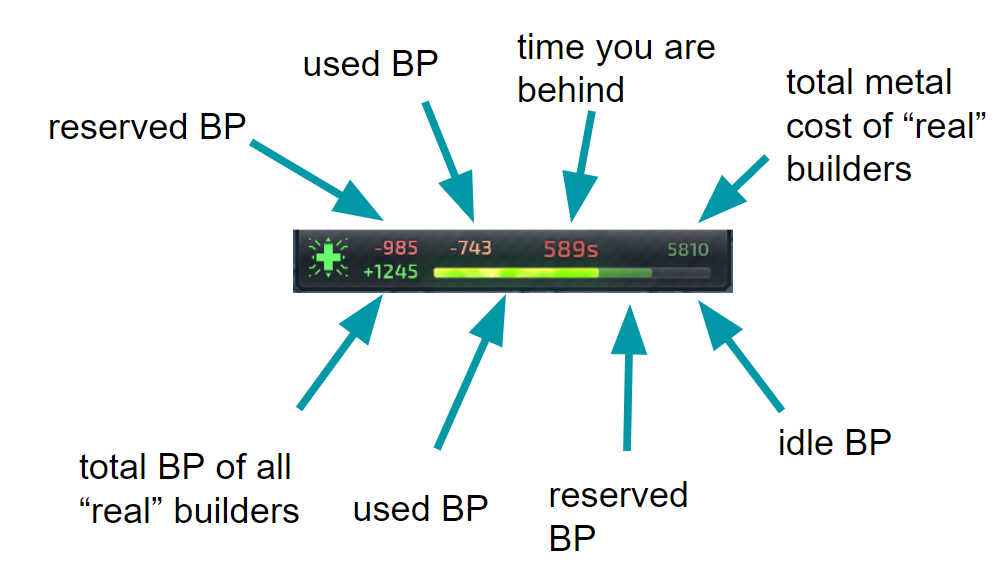 time you are
behind
used BP
total metal
cost of “real”
builders
reserved BP
-985
-743
589s
5810
+1245
idle BP
total BP of all
“real” builders
used BP
reserved
BP